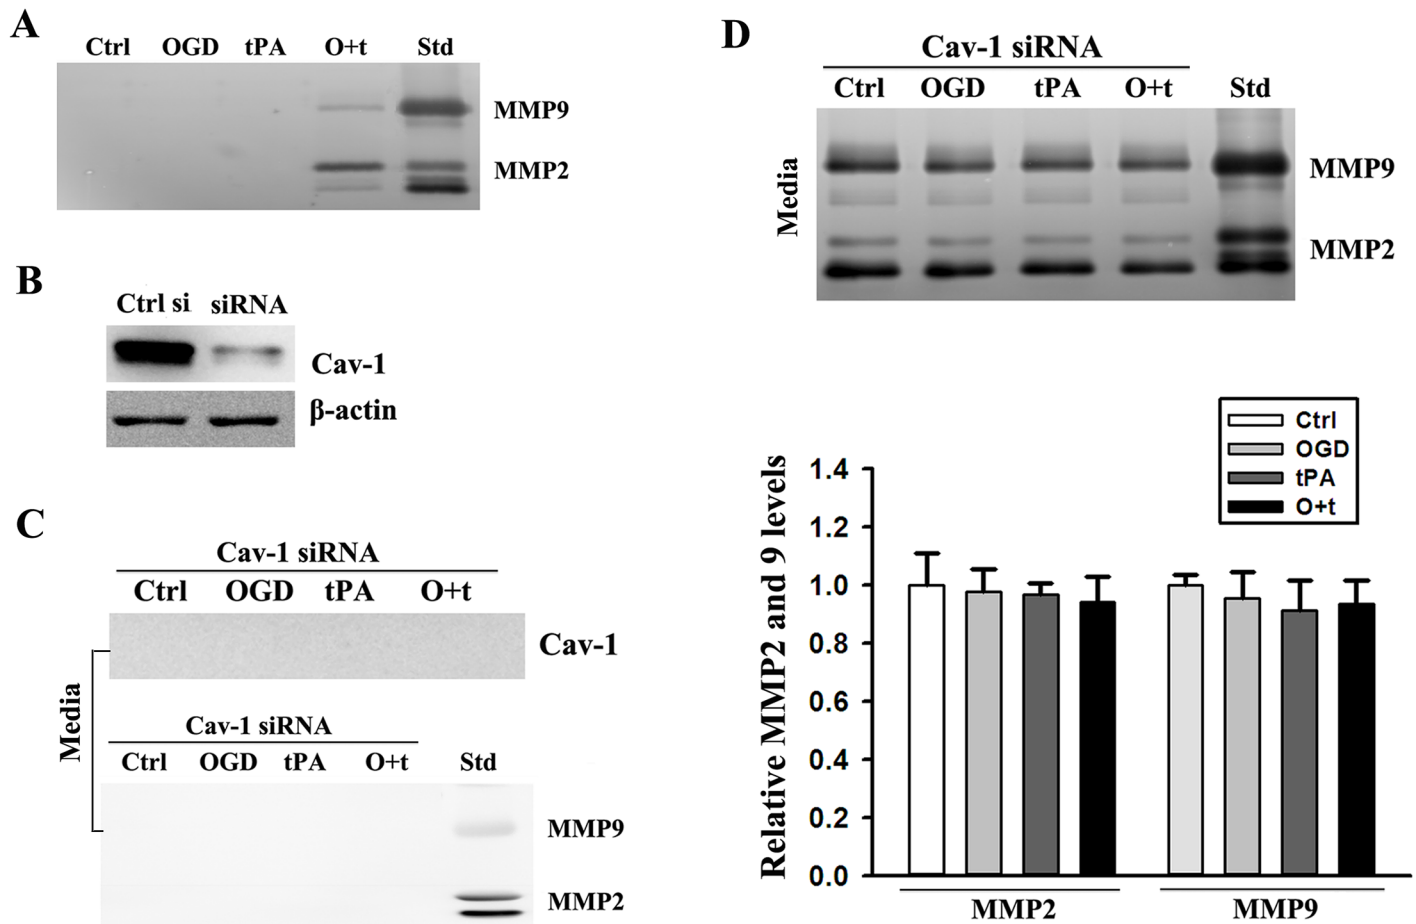 A
Ctrl OGD tPA O+t Std
MMP9
MMP2
B
Ctrl si siRNA
Cav-1
β-actin
C
Cav-1 siRNA
Ctrl OGD tPA O+t
Cav-1
Media
Cav-1 siRNA
Ctrl OGD tPA O+t Std
MMP9
MMP2
D
Cav-1 siRNA
Ctrl OGD tPA O+t Std
Media
MMP9
MMP2
Ctrl
OGD
tPA
O+t
Relative MMP2 and 9 levels
1.4
1.2
1.0
0.8
0.6
0.4
0.2
0.0
MMP2 MMP9